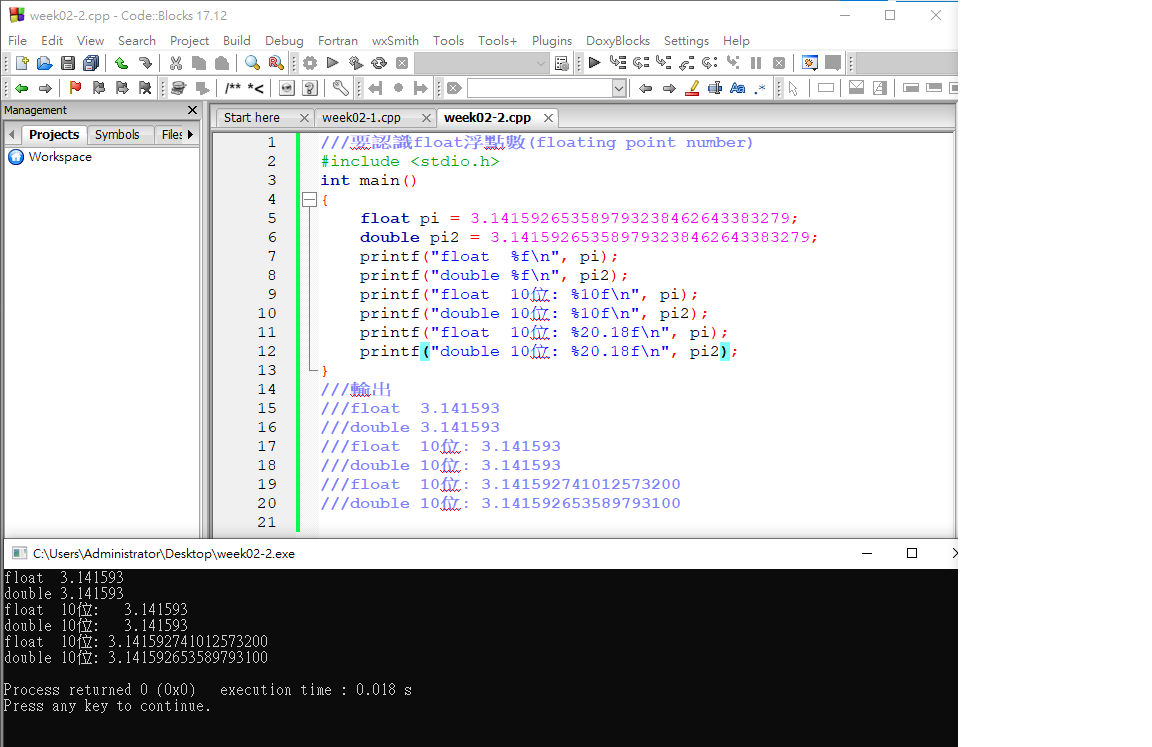 week02-2.cpp - Code::Blocks 17.12
File Edit View Search Project Build Debug Fortran wxSmith Tools Tools+ Plugins DoxyBlocks Settings Help
/** *<
Management
Projects Symbols Files
Workspace
Start here week02-1.cpp week02-2.cpp
1 ///要認識float浮點數(floating point number)
2 #include <stdio.h>
3 int main()
4 {
5 float pi = 3.1415926535897932384626433832​79;
6 double pi2 = 3.141592653589793238462643383279;
7 printf("float  %f\n", pi);
8 printf("double %f\n", pi2);
9 printf("float  10位: %10f\n", pi);
10 printf("double 10位: %10f\n", pi2);
11 printf("float  10位: %20.18f\n", pi);
12 printf("double 10位: %20.18f\n", pi2);
13 }
14 ///輸出
15 ///float  3.141593
16 ///double 3.141593
17 ///float  10位: 3.141593
18 ///double 10位: 3.141593
19 ///float  10位: 3.141592741012573200
20 ///double 10位: 3.141592653589793100
21
C:\Users\Administrator\Desktop\week02-2.exe
float  3.141593
double 3.141593
float  10位:   3.141593
double 10位:   3.141593
float  10位: 3.141592741012573200
double 10位: 3.141592653589793100
Process returned 0 (0x0)   execution time : 0.018 s
Press any key to continue.